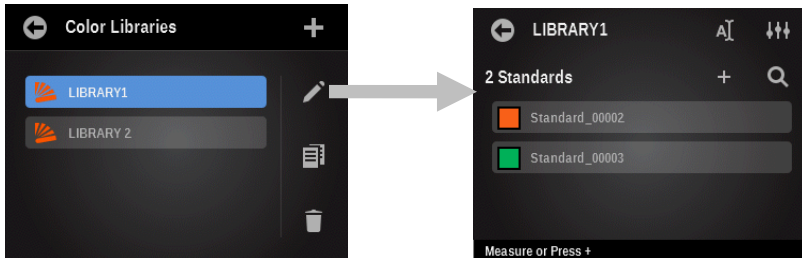 Color Libraries
LIBRARY1
LIBRARY 2
LIBRARY1
2 Standards
Standard_00002
Standard_00003
Measure or Press +